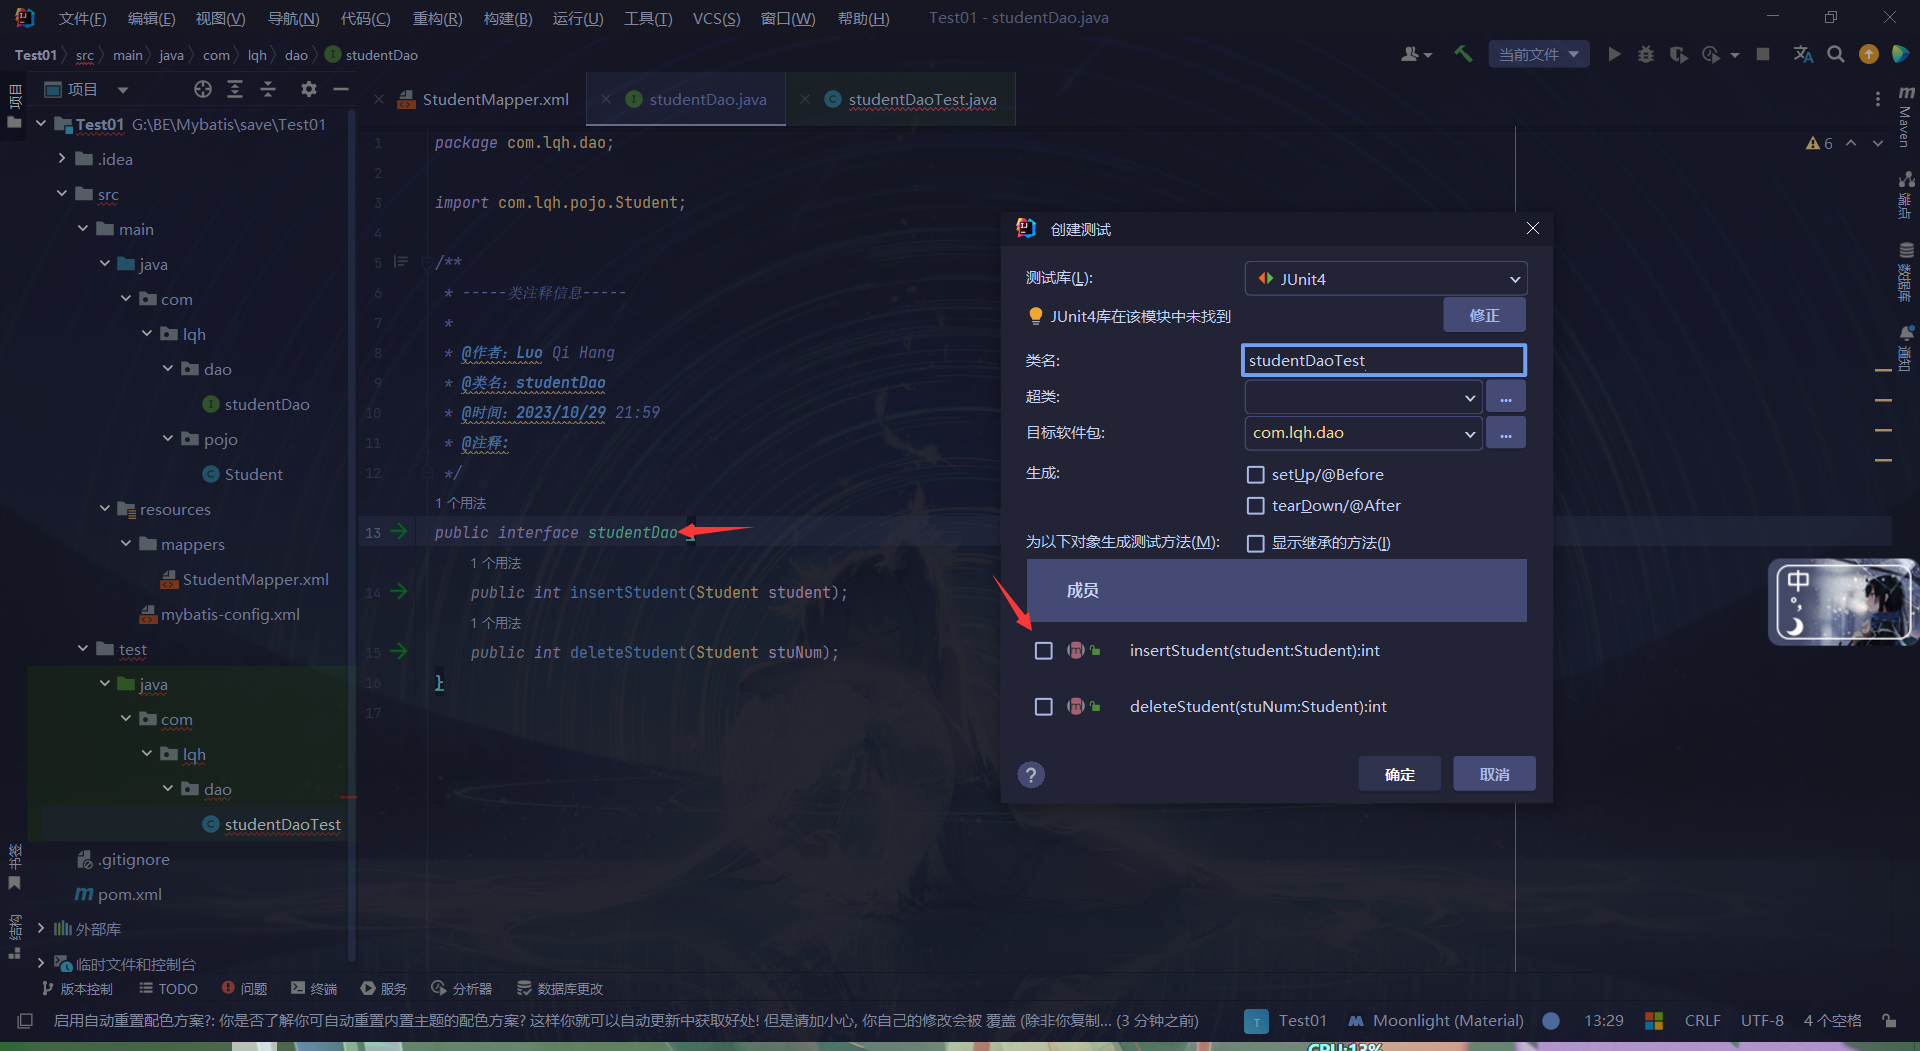 文件(F) 编辑(E) 视图(V) 导航(N) 代码(C) 重构(R) 构建(B) 运行(U) 工具(T) VCS(S) 窗口(W) 帮助(H) Test01 - studentDao.java
Test01 src main java com lqh dao studentDao 当前文件
项目
StudentMapper.xml studentDao.java studentDaoTest.java
Test01 G:\BE\Mybatis\save\Test01
.idea
src
main
java
com
lqh
dao
studentDao
pojo
Student
resources
mappers
StudentMapper.xml
mybatis-config.xml
test
java
com
lqh
dao
studentDaoTest
.gitignore
pom.xml
外部库
临时文件和控制台
项目
书签
结构
1 package com.lqh.dao;
2
3 import com.lqh.pojo.Student;
4
5 /**
6 * -----类注释信息-----
7 *
8 * @作者: Luo Qi Hang
9 * @类名: studentDao
10 * @时间: 2023/10/29 21:59
11 * @注释:
12 */
1 个用法
13 public interface studentDao {
1 个用法
14 public int insertStudent(Student student);
1 个用法
15 public int deleteStudent(Student stuNum);
16 }
17
6
Maven
端点
数据库
通知
创建测试
测试库(L): JUnit4
JUnit4库在该模块中未找到 修正
类名: studentDaoTest
超类: ...
目标软件包: com.lqh.dao ...
生成: setUp/@Before
tearDown/@After
为以下对象生成测试方法(M): 显示继承的方法(I)
成员
insertStudent(student:Student):int
deleteStudent(stuNum:Student):int
? 确定 取消
中
版本控制 TODO 问题 终端 服务 分析器 数据库更改
启用自动重置配色方案?: 你是否了解你可自动重置内置主题的配色方案? 这样你就可以自动更新中获取好处! 但是请加小心, 你自己的修改会被 覆盖 (除非你复制... (3 分钟之前) T Test01 Moonlight (Material) 13:29 CRLF UTF-8 4 个空格
CPU:13%